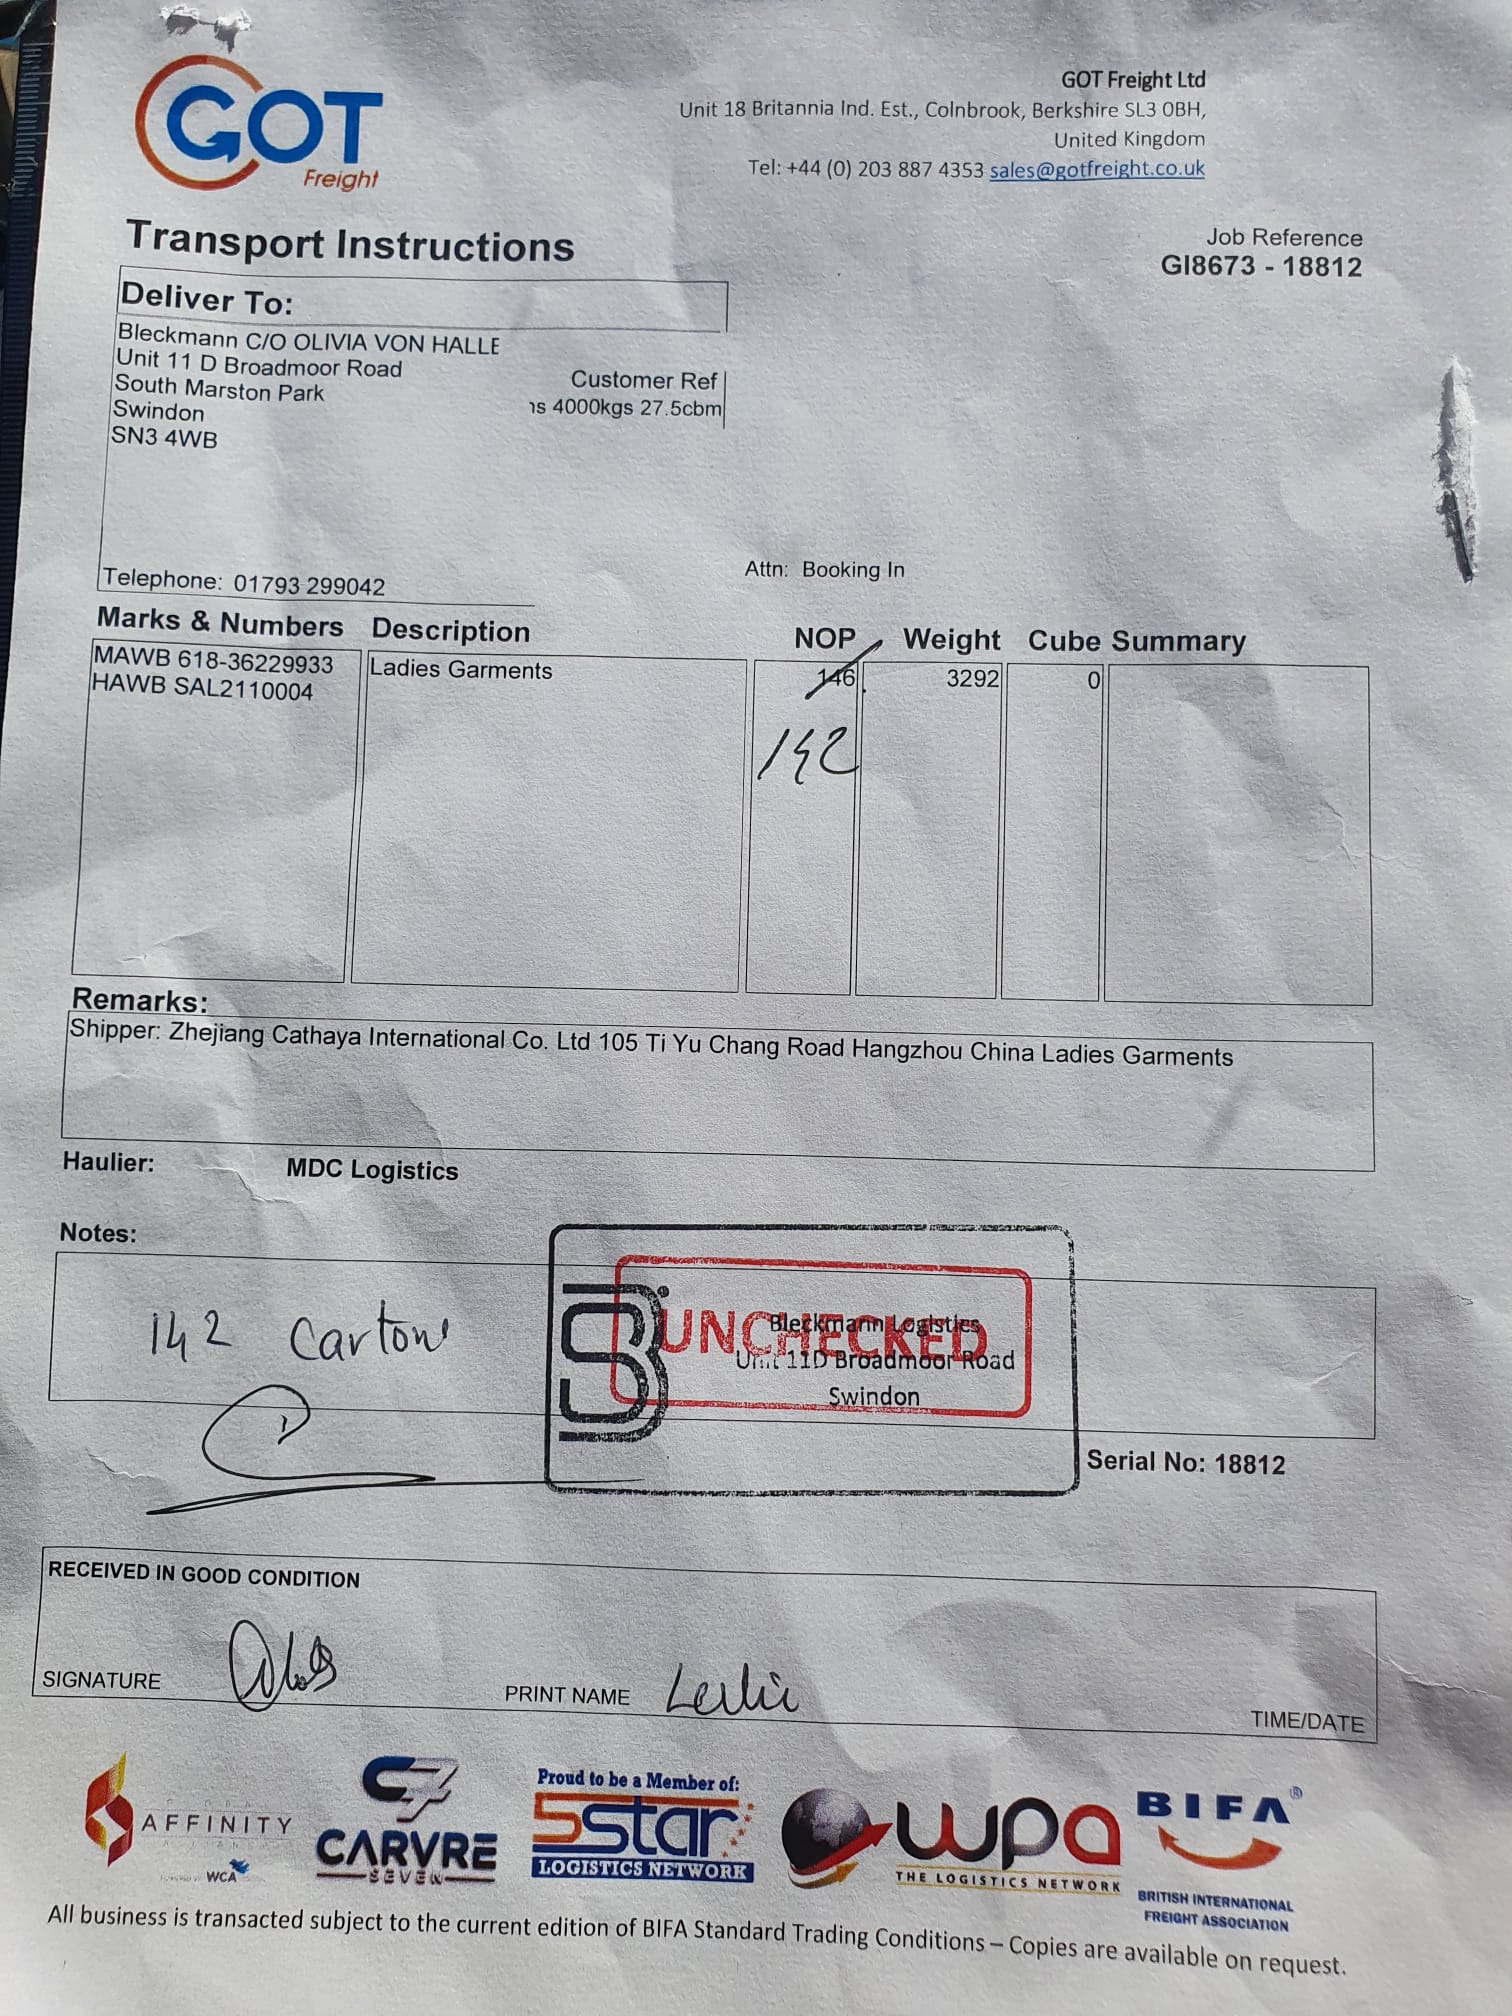 GOT
Freight
GOT Freight Ltd
Unit 18 Britannia Ind. Est., Colnbrook, Berkshire SL3 0BH,
United Kingdom
Tel: +44 (0) 203 887 4353 sales@gotfreight.co.uk
Transport Instructions
Job Reference
GI8673 - 18812
Deliver To:
Bleckmann C/O OLIVIA VON HALLE
Unit 11 D Broadmoor Road
South Marston Park
Swindon
SN3 4WB
Customer Ref
ns 4000kgs 27.5cbm
Telephone: 01793 299042
Attn: Booking In
Marks & Numbers Description NOP Weight Cube Summary
MAWB 618-36229933 Ladies Garments 146 3292 0
HAWB SAL2110004
142
Remarks:
Shipper: Zhejiang Cathaya International Co. Ltd 105 Ti Yu Chang Road Hangzhou China Ladies Garments
Haulier: MDC Logistics
Notes:
142 Cartons
UNCHECKED
Bleckmann Logistics
Unit 11D Broadmoor Road
Swindon
Serial No: 18812
RECEIVED IN GOOD CONDITION
SIGNATURE
PRINT NAME Leslie
TIME/DATE
AFFINITY
WCA
CARVRE
SEVEN
Proud to be a Member of:
5star
LOGISTICS NETWORK
wpa
THE LOGISTICS NETWORK
BIFA®
BRITISH INTERNATIONAL
FREIGHT ASSOCIATION
All business is transacted subject to the current edition of BIFA Standard Trading Conditions – Copies are available on request.